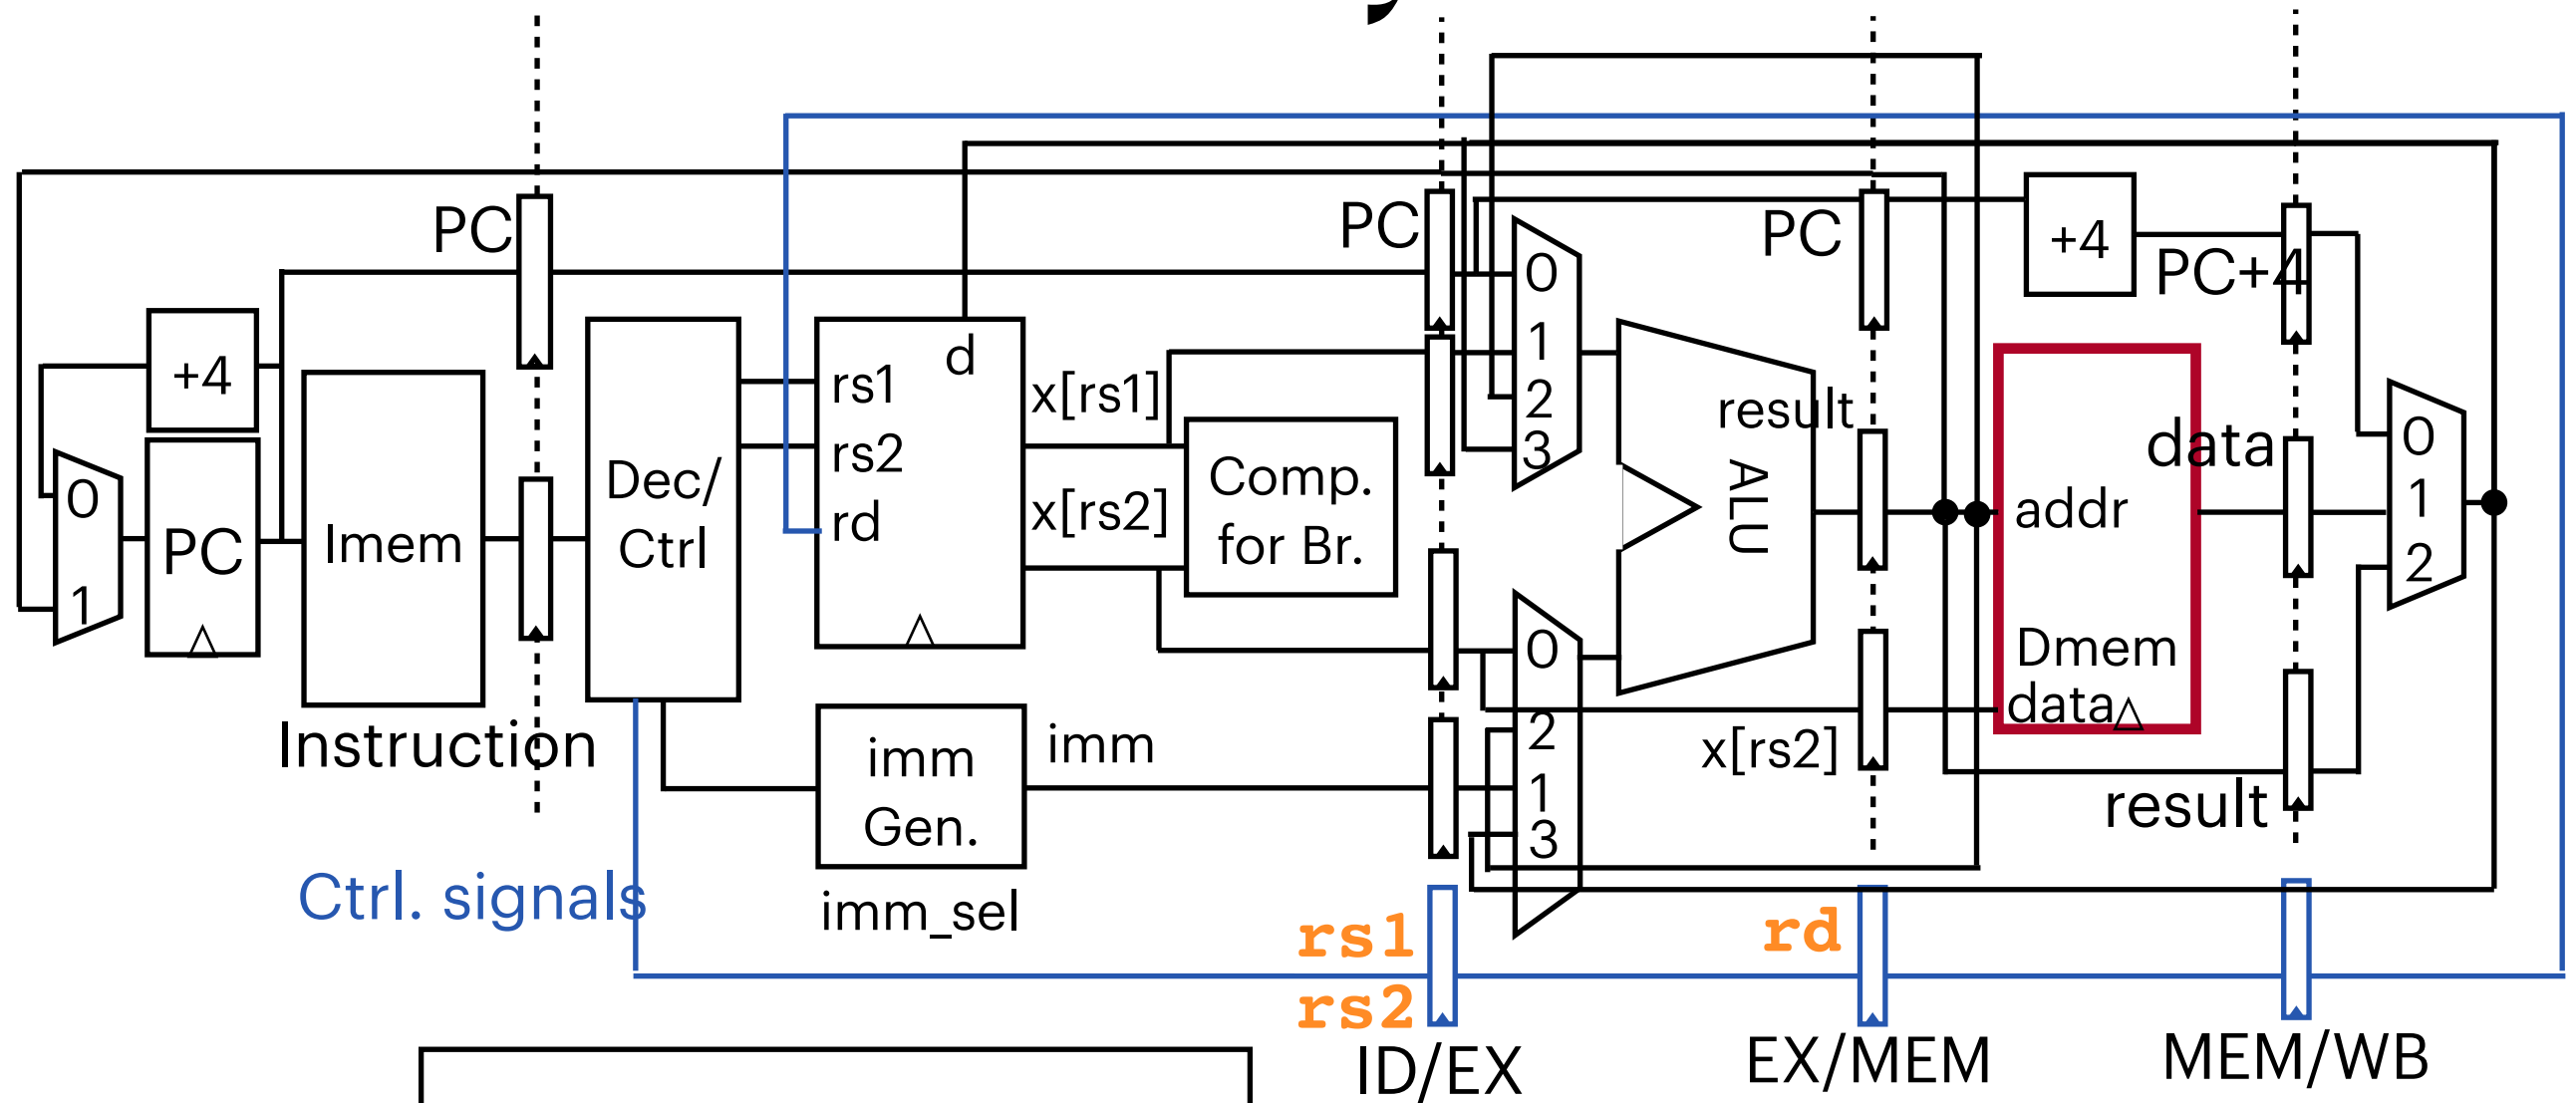 PC
PC
PC
+4
PC+4
+4
0
1
PC
Imem
Instruction
Dec/
Ctrl
d
rs1
rs2
rd
x[rs1]
x[rs2]
Comp.
for Br.
imm
Gen.
imm
imm_sel
0
1
2
3
0
2
1
3
ALU
result
x[rs2]
addr
Dmem
data
data
result
0
1
2
Ctrl. signals
rs1
rs2
rd
ID/EX
EX/MEM
MEM/WB